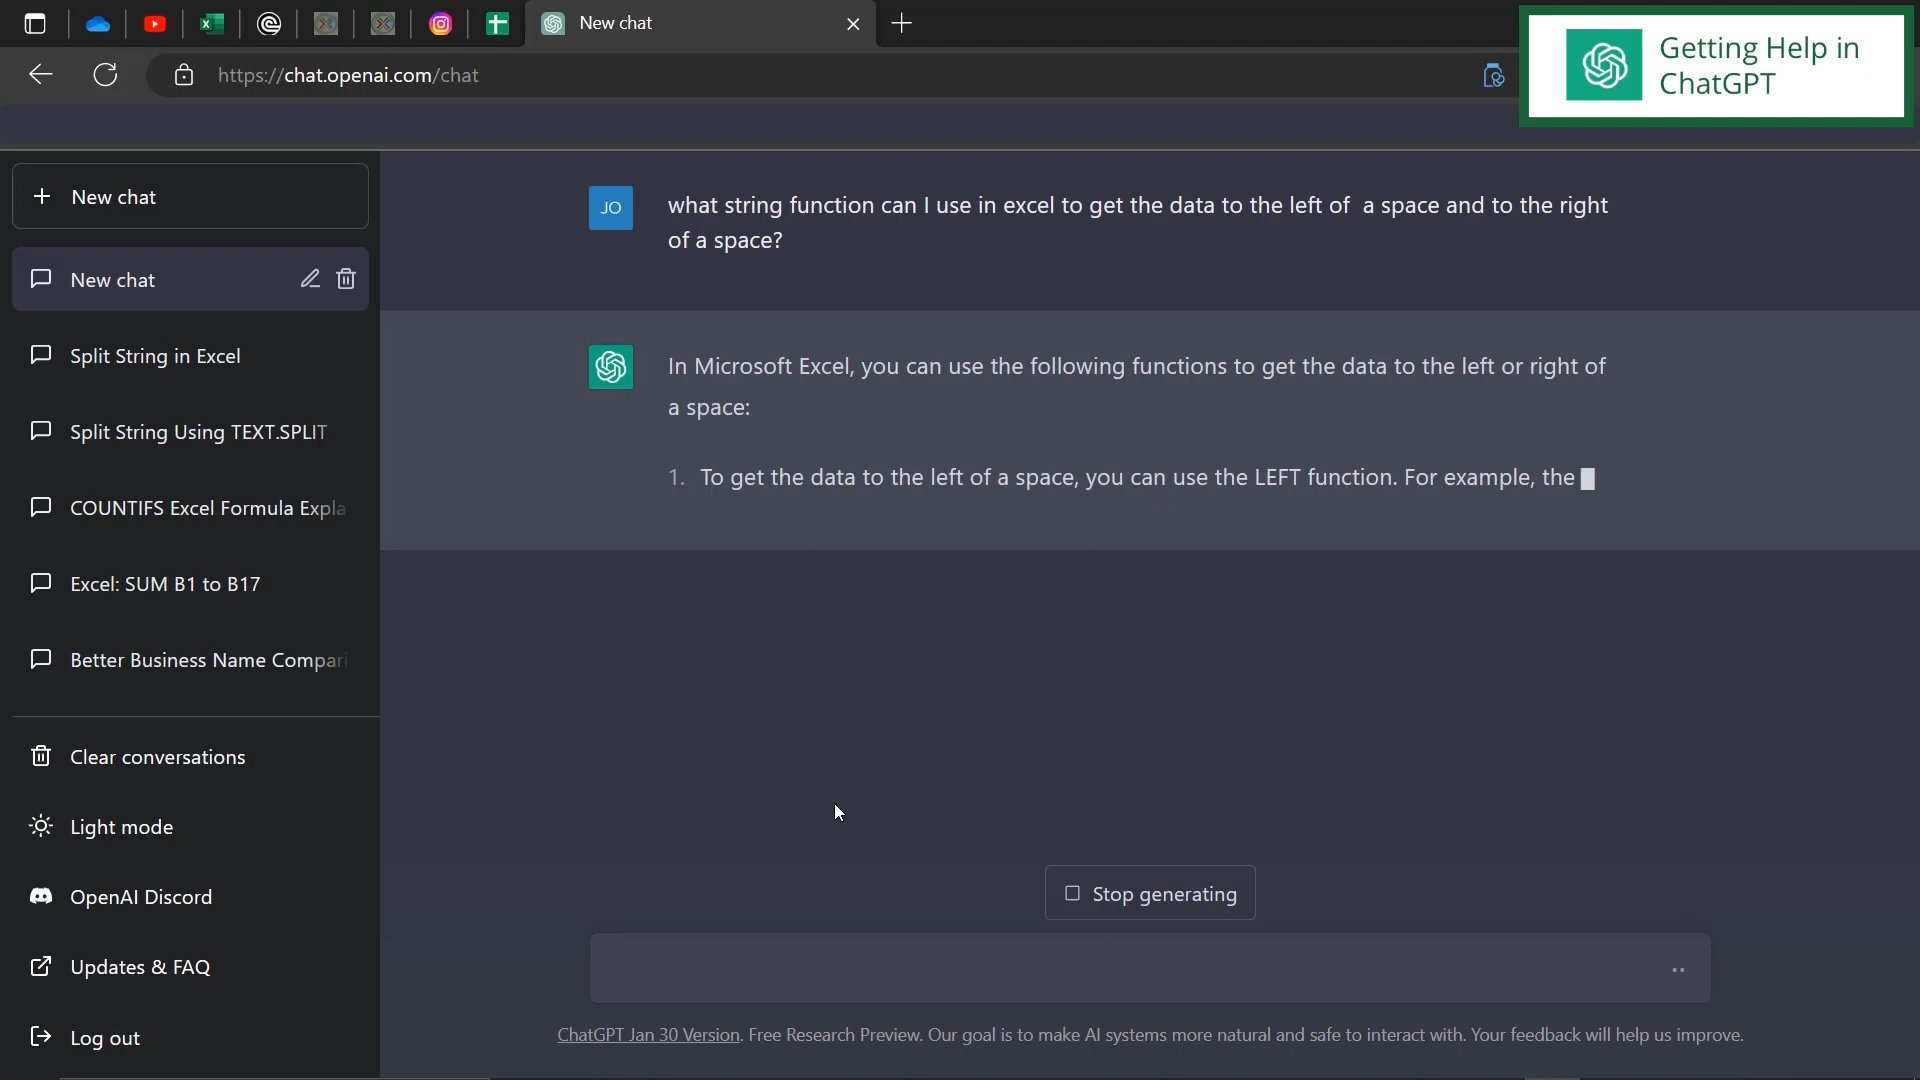 New chat
https://chat.openai.com/chat
Getting Help in
ChatGPT
New chat
New chat
Split String in Excel
Split String Using TEXT.SPLIT
COUNTIFS Excel Formula Expla
Excel: SUM B1 to B17
Better Business Name Compari
Clear conversations
Light mode
OpenAI Discord
Updates & FAQ
Log out
JO
what string function can I use in excel to get the data to the left of a space and to the right
of a space?
In Microsoft Excel, you can use the following functions to get the data to the left or right of
a space:
1. To get the data to the left of a space, you can use the LEFT function. For example, the
Stop generating
ChatGPT Jan 30 Version. Free Research Preview. Our goal is to make AI systems more natural and safe to interact with. Your feedback will help us improve.